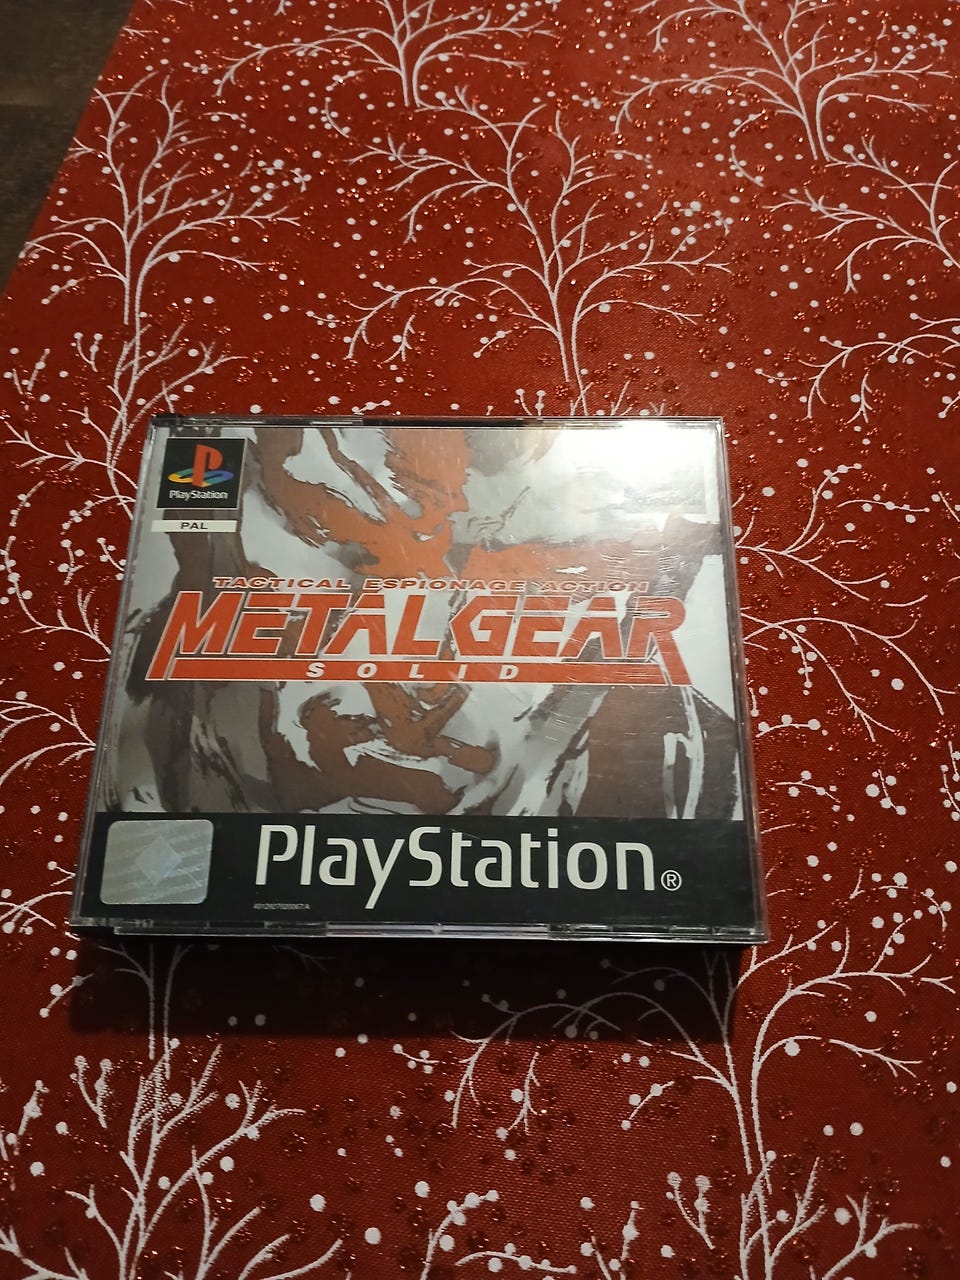 PlayStation
PAL
TACTICAL ESPIONAGE ACTION
METAL GEAR
SOLID
PlayStation®